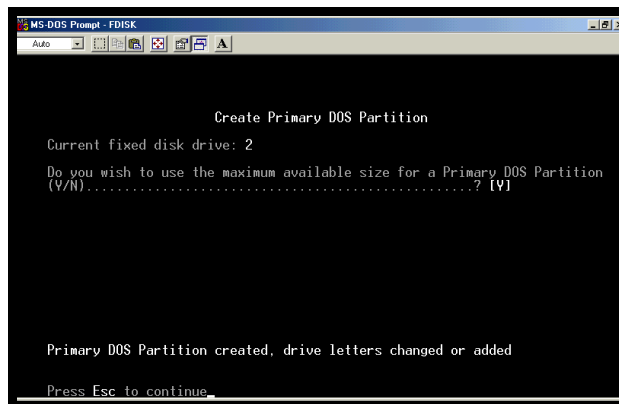 MS-DOS Prompt - FDISK
Auto
A
Create Primary DOS Partition
Current fixed disk drive: 2
Do you wish to use the maximum available size for a Primary DOS Partition
(Y/N)..................................................? [Y]
Primary DOS Partition created, drive letters changed or added
Press Esc to continue_